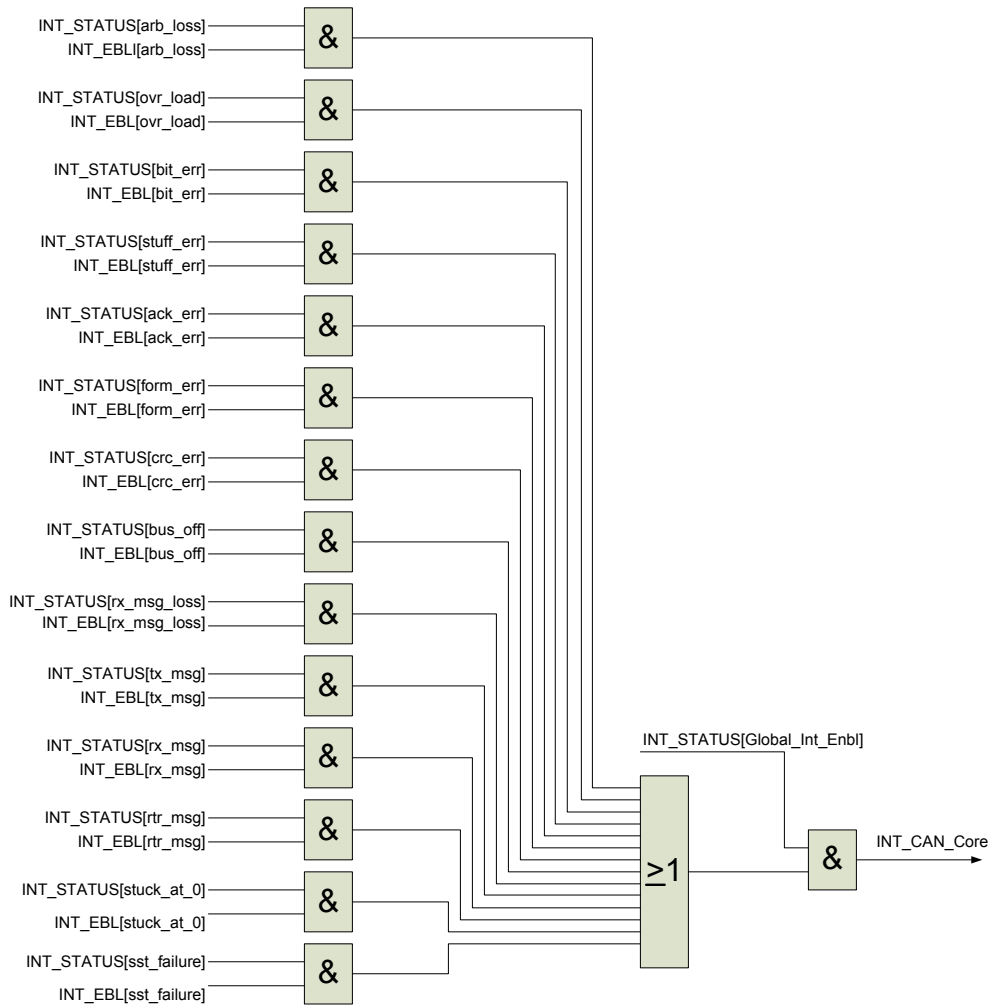 INT_STATUS[arb_loss]
INT_EBLI[arb_loss]
&
INT_STATUS[ovr_load]
INT_EBL[ovr_load]
&
INT_STATUS[bit_err]
INT_EBL[bit_err]
&
INT_STATUS[stuff_err]
INT_EBL[stuff_err]
&
INT_STATUS[ack_err]
INT_EBL[ack_err]
&
INT_STATUS[form_err]
INT_EBL[form_err]
&
INT_STATUS[crc_err]
INT_EBL[crc_err]
&
INT_STATUS[bus_off]
INT_EBL[bus_off]
&
INT_STATUS[rx_msg_loss]
INT_EBL[rx_msg_loss]
&
INT_STATUS[tx_msg]
INT_EBL[tx_msg]
&
INT_STATUS[rx_msg]
INT_EBL[rx_msg]
&
INT_STATUS[rtr_msg]
INT_EBL[rtr_msg]
&
INT_STATUS[stuck_at_0]
INT_EBL[stuck_at_0]
&
INT_STATUS[sst_failure]
INT_EBL[sst_failure]
&
≥1
INT_STATUS[Global_Int_Enbl]
&
INT_CAN_Core